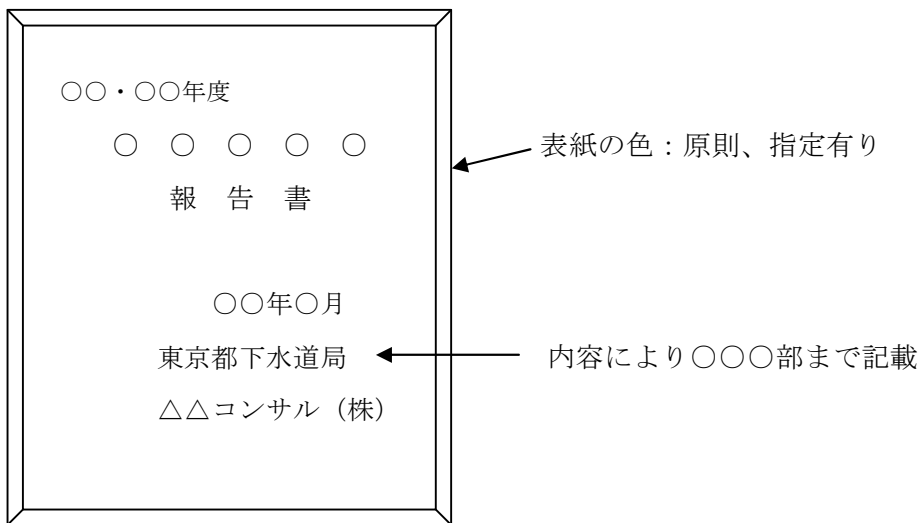 ○○・○○年度
○ ○ ○ ○ ○
表紙の色：原則、指定有り
報 告 書
○○年○月
東京都下水道局
内容により○○○部まで記載
△△コンサル（株）